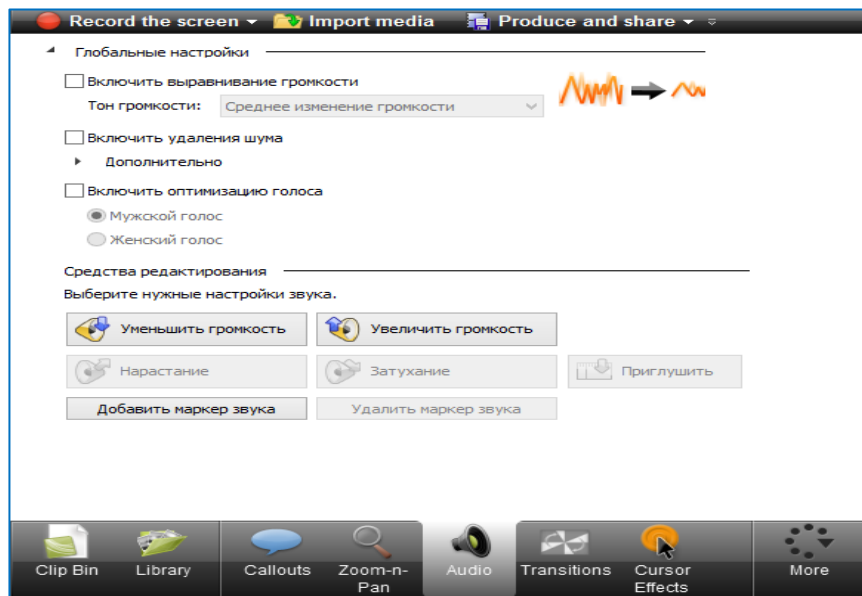 Record the screen Import media Produce and share
Глобальные настройки
Включить выравнивание громкости
Тон громкости: Среднее изменение громкости
Включить удаления шума
Дополнительно
Включить оптимизацию голоса
Мужской голос
Женский голос
Средства редактирования
Выберите нужные настройки звука.
Уменьшить громкость Увеличить громкость
Нарастание Затухание Приглушить
Добавить маркер звука Удалить маркер звука
Clip Bin Library Callouts Zoom-n- Audio Transitions Cursor More
Pan Effects